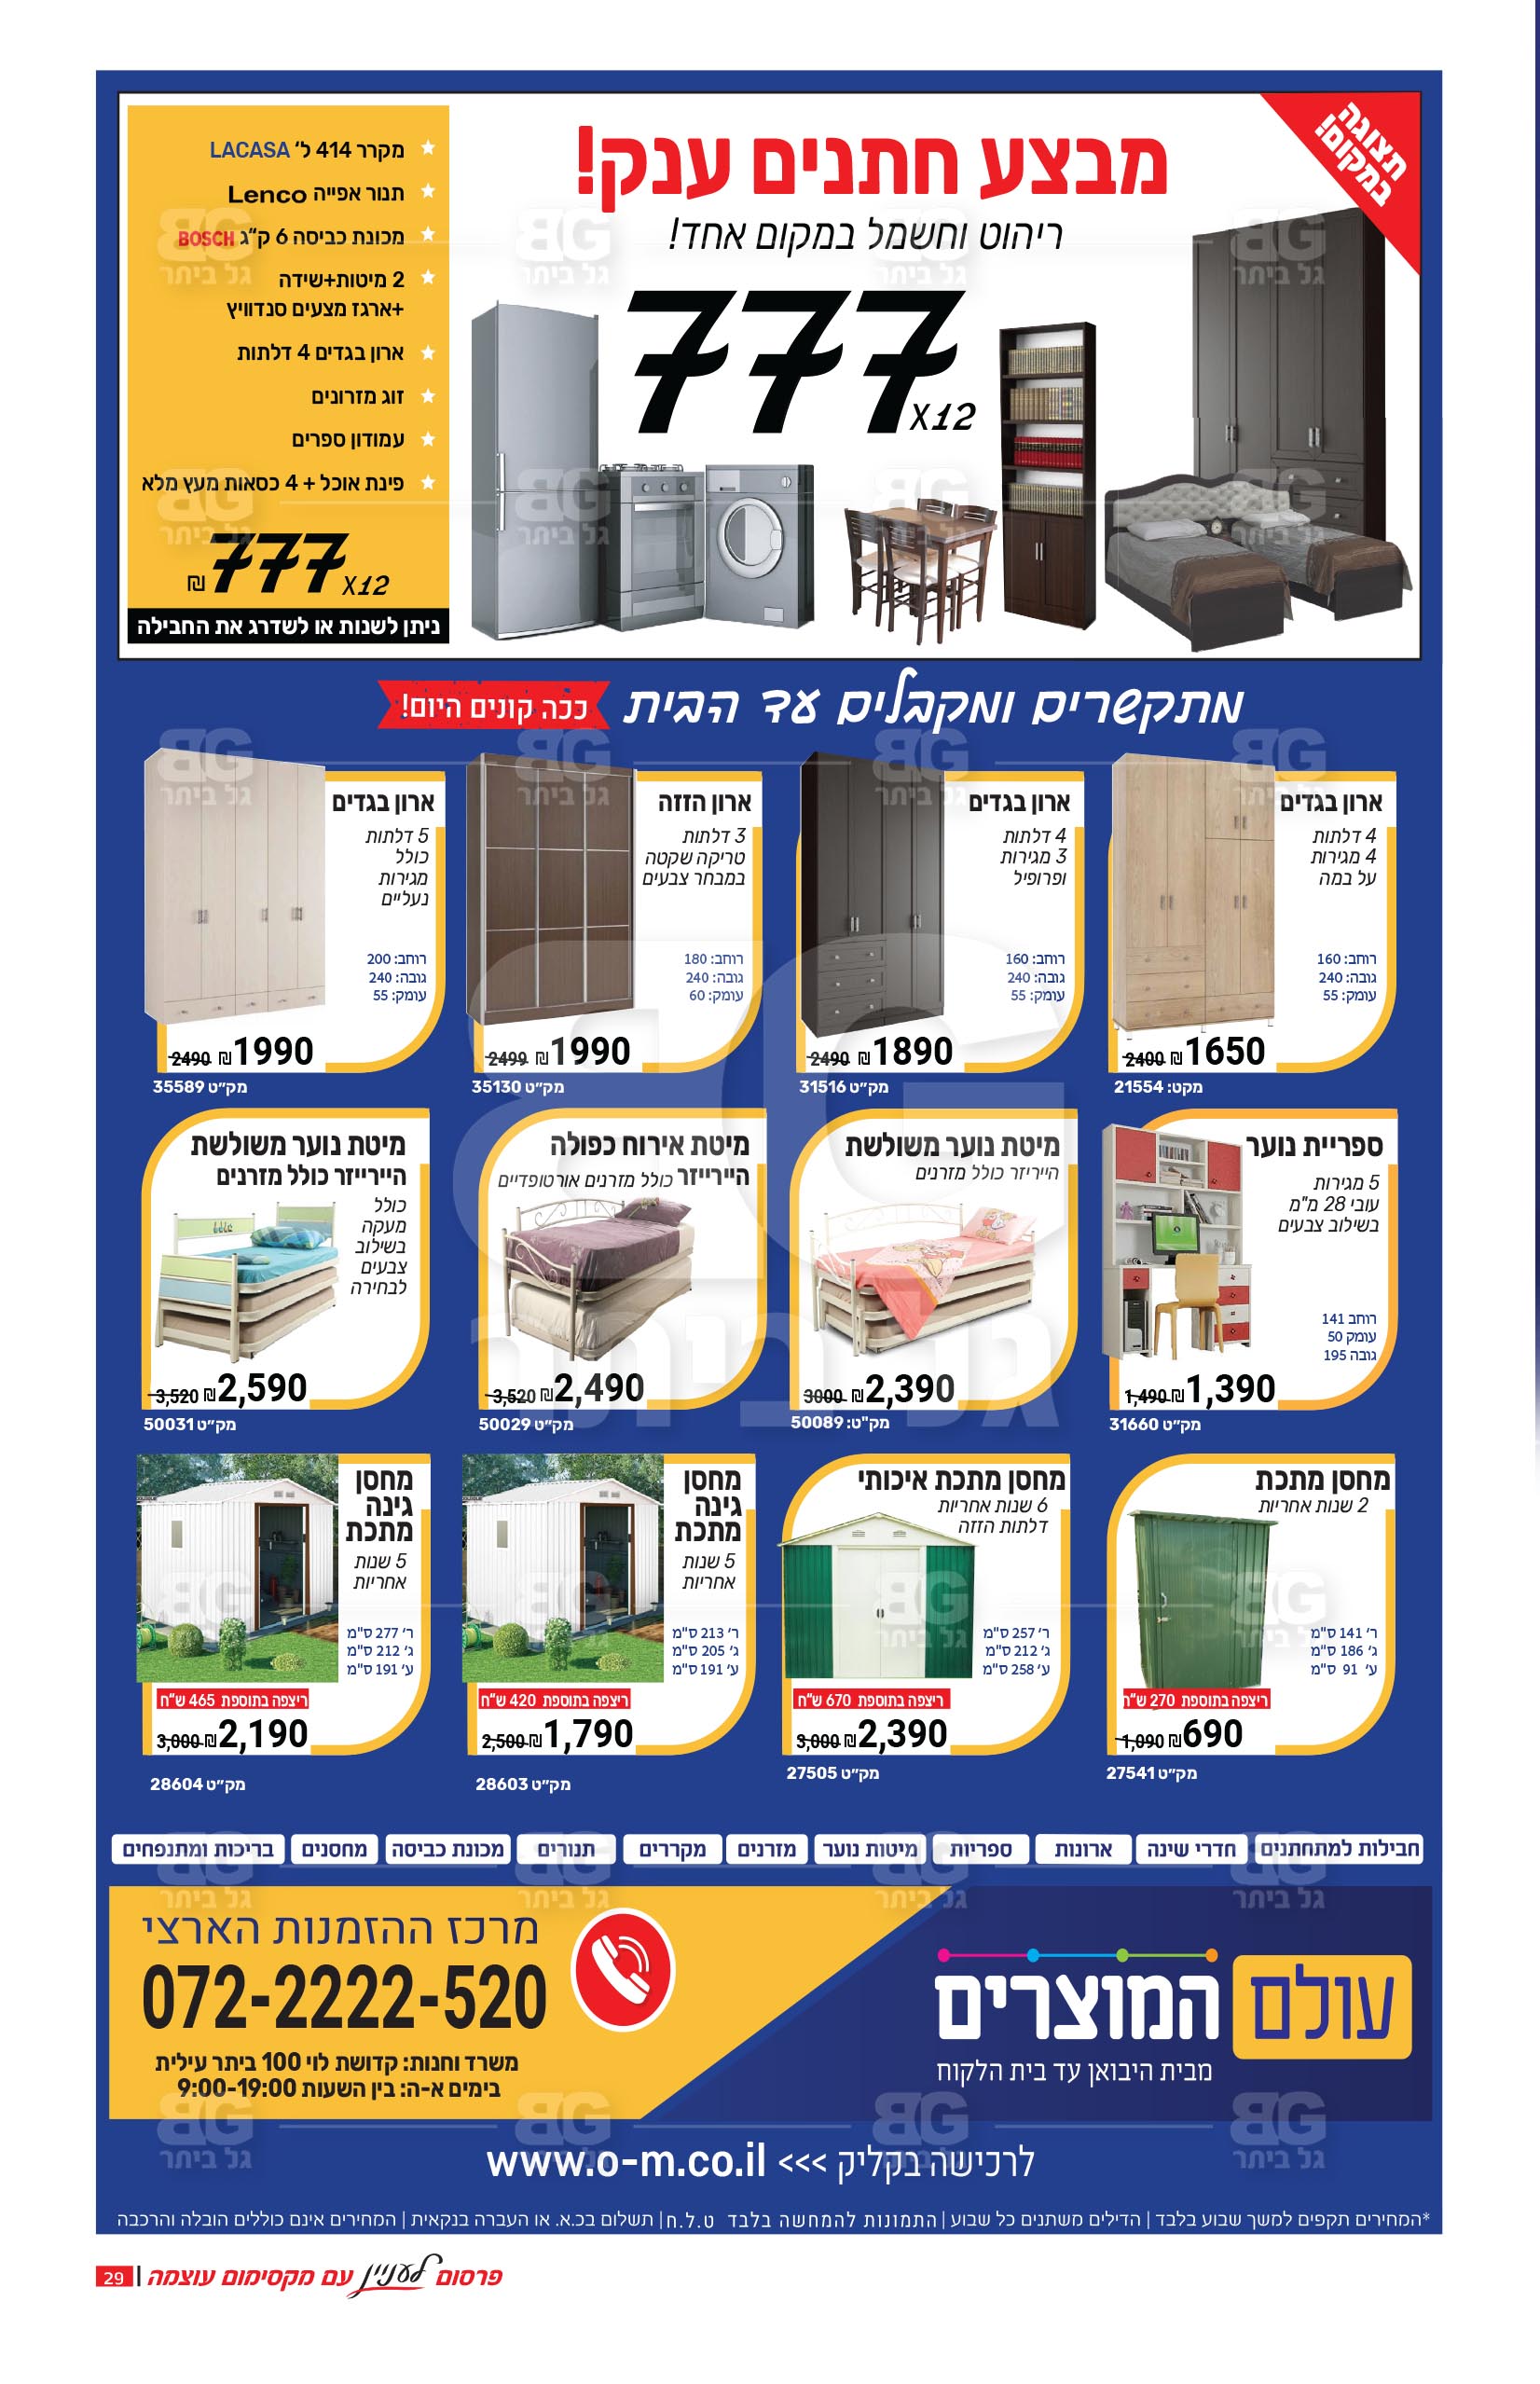 תצוגה
במקום!
מבצע חתנים ענק!
ריהוט וחשמל במקום אחד!
777 X12
מקרר 414 ל' LACASA
תנור אפייה Lenco
מכונת כביסה 6 ק"ג BOSCH
2 מיטות+שידה
+ארגז מצעים סנדוויץ
ארון בגדים 4 דלתות
זוג מזרונים
עמודון ספרים
פינת אוכל + 4 כסאות מעץ מלא
777 X12 ₪
ניתן לשנות או לשדרג את החבילה
מתקשרים ומקבלים עד הבית
ככה קונים היום!
ארון בגדים
4 דלתות
4 מגירות
על במה
רוחב: 160
גובה: 240
עומק: 55
1650 ₪ 2400
מקט: 21554
ארון בגדים
4 דלתות
3 מגירות
ופרופיל
רוחב: 160
גובה: 240
עומק: 55
1890 ₪ 2490
מק״ט 31516
ארון הזזה
3 דלתות
טריקה שקטה
במבחר צבעים
רוחב: 180
גובה: 240
עומק: 60
1990 ₪ 2499
מק״ט 35130
ארון בגדים
5 דלתות
כולל
מגירות
נעליים
רוחב: 200
גובה: 240
עומק: 55
1990 ₪ 2490
מק״ט 35589
ספריית נוער
5 מגירות
עובי 28 מ"מ
בשילוב צבעים
רוחב 141
עומק 50
גובה 195
1,390 ₪ 1,490
מק״ט 31660
מיטת נוער משולשת
הייריזר כולל מזרנים
2,390 ₪ 3000
מק"ט: 50089
מיטת אירוח כפולה
היירייזר כולל מזרנים אורטופדיים
2,490 ₪ 3,520
מק״ט 50029
מיטת נוער משולשת
היירייזר כולל מזרנים
כולל
מעקה
בשילוב
צבעים
לבחירה
2,590 ₪ 3,520
מק״ט 50031
מחסן מתכת
2 שנות אחריות
ר' 141 ס"מ
ג' 186 ס"מ
ע' 91 ס"מ
ריצפה בתוספת 270 ש"ח
690 ₪ 1,090
מק״ט 27541
מחסן מתכת איכותי
6 שנות אחריות
דלתות הזזה
ר' 257 ס"מ
ג' 212 ס"מ
ע' 258 ס"מ
ריצפה בתוספת 670 ש"ח
2,390 ₪ 3,000
מק״ט 27505
מחסן
גינה
מתכת
5 שנות
אחריות
ר' 213 ס"מ
ג' 205 ס"מ
ע' 191 ס"מ
ריצפה בתוספת 420 ש"ח
1,790 ₪ 2,500
מק״ט 28603
מחסן
גינה
מתכת
5 שנות
אחריות
ר' 277 ס"מ
ג' 212 ס"מ
ע' 191 ס"מ
ריצפה בתוספת 465 ש"ח
2,190 ₪ 3,000
מק״ט 28604
חבילות למתחתנים חדרי שינה ארונות ספריות מיטות נוער מזרנים מקררים תנורים מכונת כביסה מחסנים בריכות ומתנפחים
עולם המוצרים
מבית היבואן עד בית הלקוח
מרכז ההזמנות הארצי
072-2222-520
משרד וחנות: קדושת לוי 100 ביתר עילית
בימים א-ה: בין השעות 9:00-19:00
לרכישה בקליק >>> www.o-m.co.il
*המחירים תקפים למשך שבוע בלבד | הדילים משתנים כל שבוע | התמונות להמחשה בלבד ט.ל.ח | תשלום בכ.א. או העברה בנקאית | המחירים אינם כוללים הובלה והרכבה
פרסום לעניין עם מקסימום עוצמה | 29
BG
גל ביתר